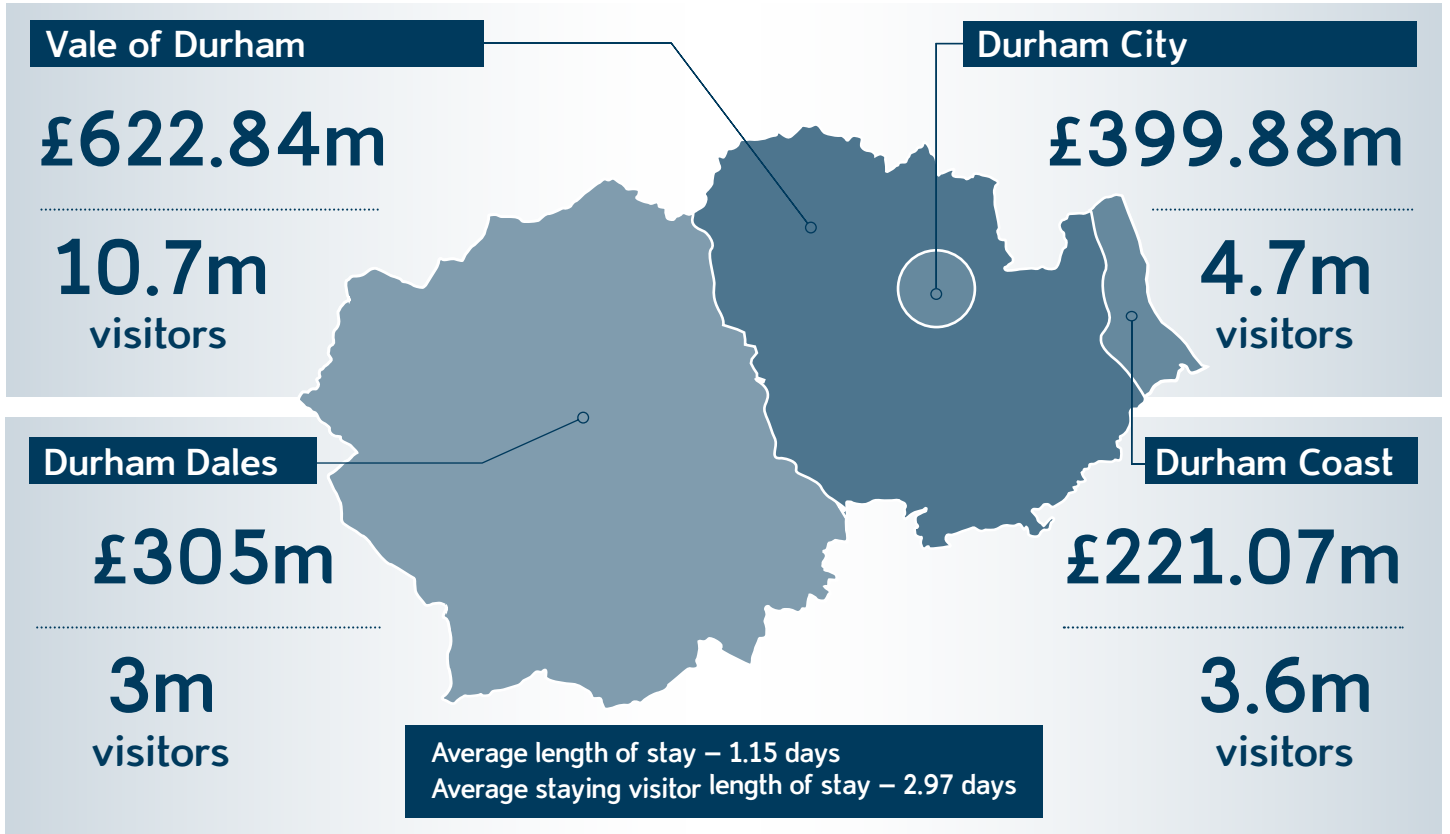 Vale of Durham
£622.84m
10.7m
visitors
Durham City
£399.88m
4.7m
visitors
Durham Dales
£305m
3m
visitors
Durham Coast
£221.07m
3.6m
visitors
Average length of stay – 1.15 days
Average staying visitor length of stay – 2.97 days